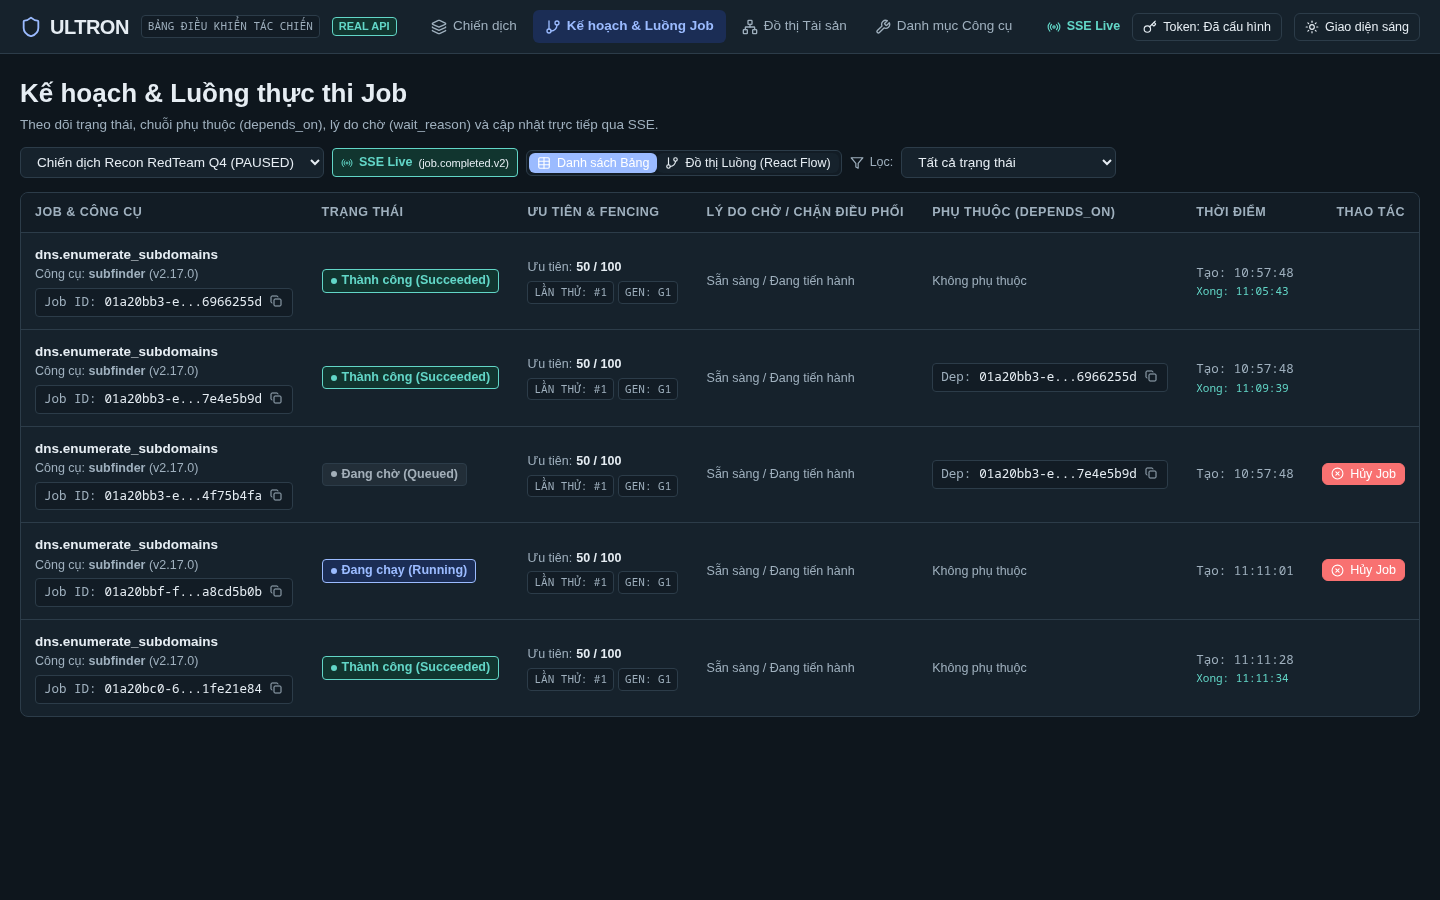 ULTRON
BẢNG ĐIỀU KHIỂN TÁC CHIẾN
REAL API
Chiến dịch
Kế hoạch & Luồng Job
Đồ thị Tài sản
Danh mục Công cụ
SSE Live
Token: Đã cấu hình
Giao diện sáng
Kế hoạch & Luồng thực thi Job
Theo dõi trạng thái, chuỗi phụ thuộc (depends_on), lý do chờ (wait_reason) và cập nhật trực tiếp qua SSE.
Chiến dịch Recon RedTeam Q4 (PAUSED)
SSE Live (job.completed.v2)
Danh sách Bảng
Đồ thị Luồng (React Flow)
Lọc:
Tất cả trạng thái
JOB & CÔNG CỤ
TRẠNG THÁI
ƯU TIÊN & FENCING
LÝ DO CHỜ / CHẶN ĐIỀU PHỐI
PHỤ THUỘC (DEPENDS_ON)
THỜI ĐIỂM
THAO TÁC
dns.enumerate_subdomains
Công cụ: subfinder (v2.17.0)
Job ID: 01a20bb3-e...6966255d
Thành công (Succeeded)
Ưu tiên: 50 / 100
LẦN THỬ: #1
GEN: G1
Sẵn sàng / Đang tiến hành
Không phụ thuộc
Tạo: 10:57:48
Xong: 11:05:43
dns.enumerate_subdomains
Công cụ: subfinder (v2.17.0)
Job ID: 01a20bb3-e...7e4e5b9d
Thành công (Succeeded)
Ưu tiên: 50 / 100
LẦN THỬ: #1
GEN: G1
Sẵn sàng / Đang tiến hành
Dep: 01a20bb3-e...6966255d
Tạo: 10:57:48
Xong: 11:09:39
dns.enumerate_subdomains
Công cụ: subfinder (v2.17.0)
Job ID: 01a20bb3-e...4f75b4fa
Đang chờ (Queued)
Ưu tiên: 50 / 100
LẦN THỬ: #1
GEN: G1
Sẵn sàng / Đang tiến hành
Dep: 01a20bb3-e...7e4e5b9d
Tạo: 10:57:48
Hủy Job
dns.enumerate_subdomains
Công cụ: subfinder (v2.17.0)
Job ID: 01a20bbf-f...a8cd5b0b
Đang chạy (Running)
Ưu tiên: 50 / 100
LẦN THỬ: #1
GEN: G1
Sẵn sàng / Đang tiến hành
Không phụ thuộc
Tạo: 11:11:01
Hủy Job
dns.enumerate_subdomains
Công cụ: subfinder (v2.17.0)
Job ID: 01a20bc0-6...1fe21e84
Thành công (Succeeded)
Ưu tiên: 50 / 100
LẦN THỬ: #1
GEN: G1
Sẵn sàng / Đang tiến hành
Không phụ thuộc
Tạo: 11:11:28
Xong: 11:11:34